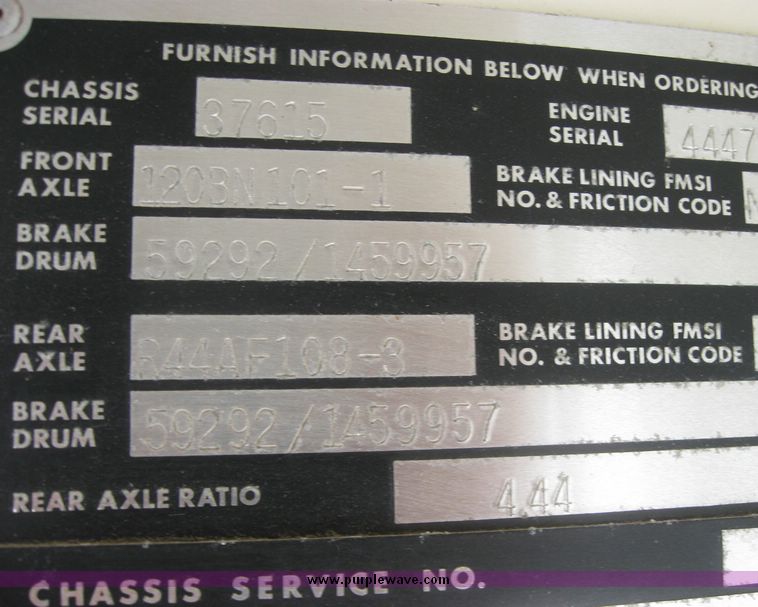 FURNISH INFORMATION BELOW WHEN ORDERING
CHASSIS SERIAL 37615 ENGINE SERIAL 4447
FRONT AXLE 120BN101-1 BRAKE LINING FMSI NO. & FRICTION CODE
BRAKE DRUM 59292/1459957
REAR AXLE R44AF108-3 BRAKE LINING FMSI NO. & FRICTION CODE
BRAKE DRUM 59292/1459957
REAR AXLE RATIO 4.44
CHASSIS SERVICE NO.
www.purplewave.com